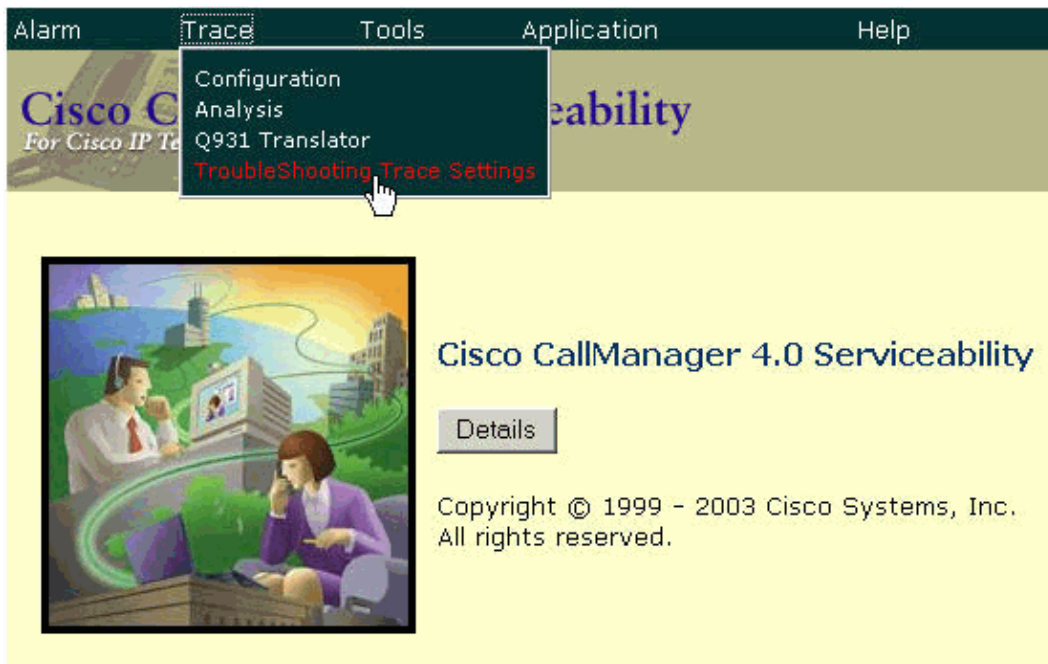 Alarm Trace Tools Application Help
Configuration
Analysis
Q931 Translator
TroubleShooting Trace Settings
Cisco C eability
For Cisco IP Te
Cisco CallManager 4.0 Serviceability
Details
Copyright © 1999 - 2003 Cisco Systems, Inc.
All rights reserved.